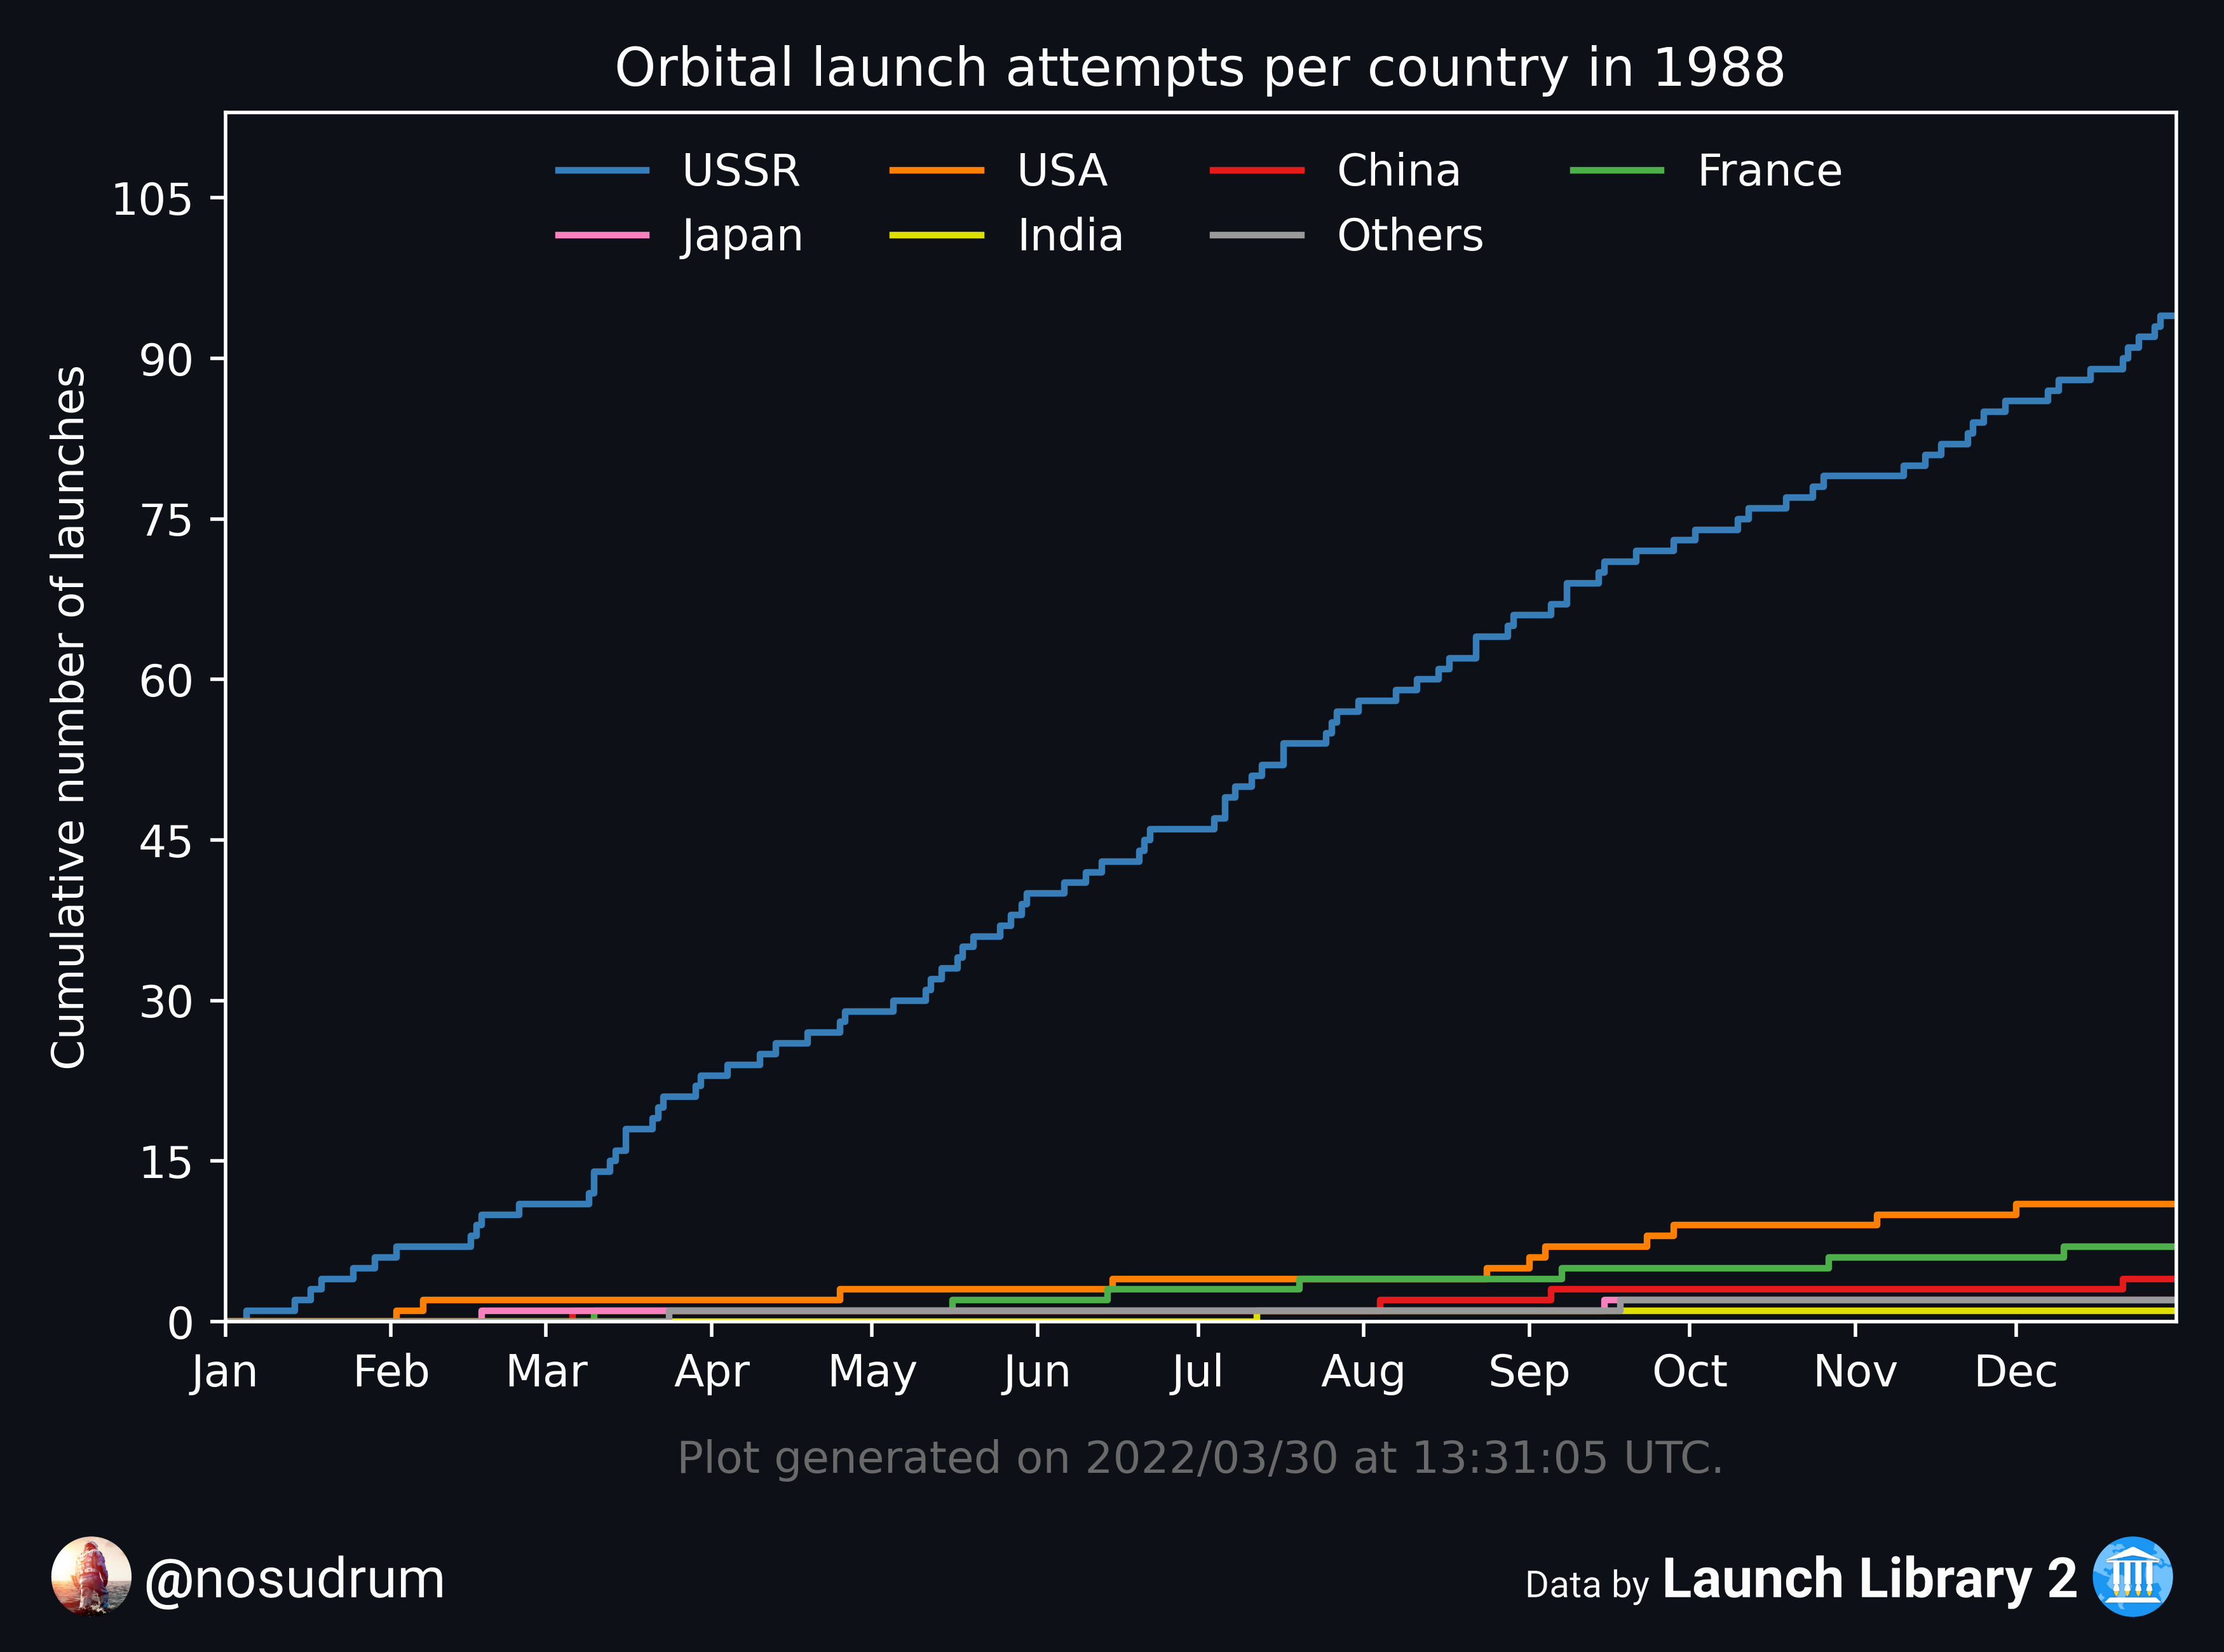 Orbital launch attempts per country in 1988
USSR USA China France
Japan India Others
Cumulative number of launches
105
90
75
60
45
30
15
0
Jan Feb Mar Apr May Jun Jul Aug Sep Oct Nov Dec
Plot generated on 2022/03/30 at 13:31:05 UTC.
@nosudrum
Data by Launch Library 2